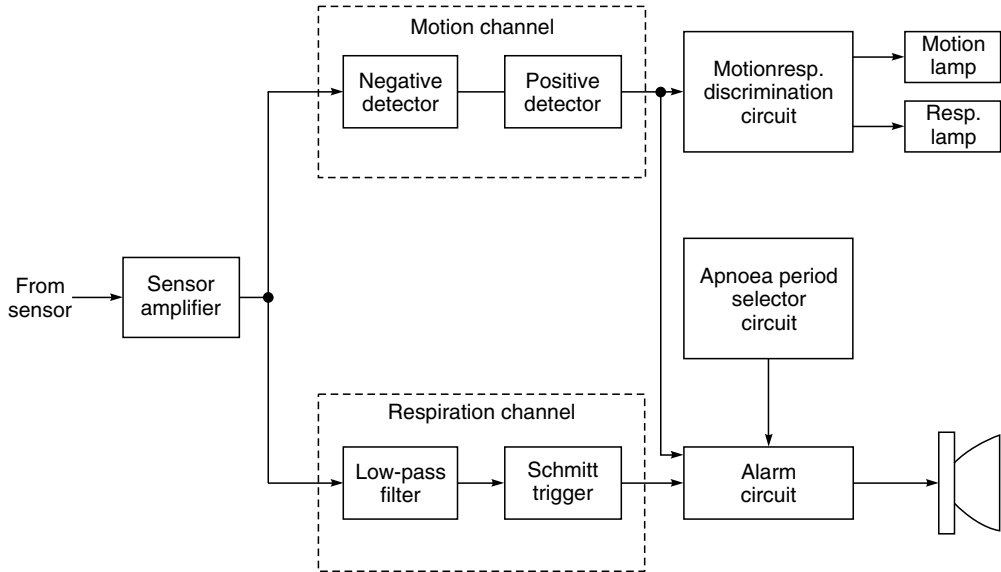 Motion channel
Negative
detector
Positive
detector
Motionresp.
discrimination
circuit
Motion
lamp
Resp.
lamp
From
sensor
Sensor
amplifier
Apnoea period
selector
circuit
Respiration channel
Low-pass
filter
Schmitt
trigger
Alarm
circuit